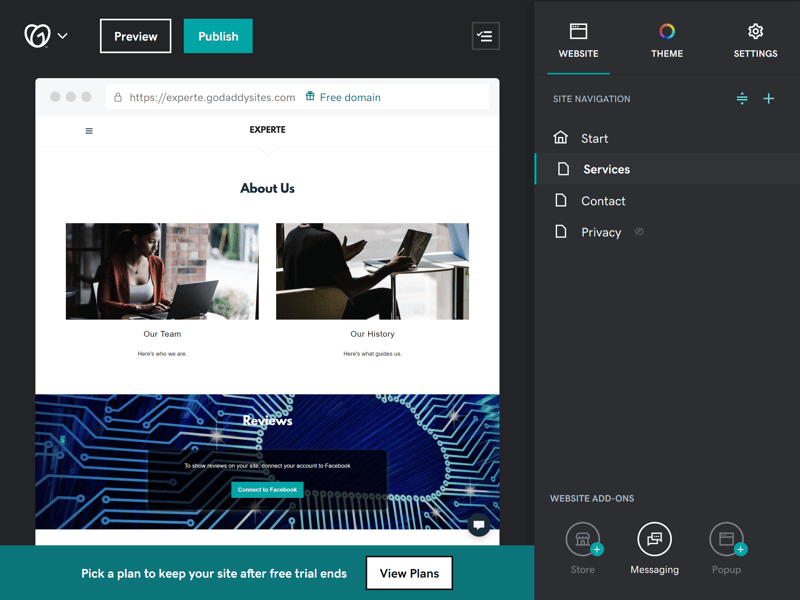 Preview
Publish
WEBSITE
THEME
SETTINGS
https://experte.godaddysites.com
Free domain
EXPERTE
About Us
Our Team
Our History
Here's who we are.
Here's what guides us.
Reviews
To show reviews on your site, connect your account to Facebook
Connect to Facebook
Pick a plan to keep your site after free trial ends
View Plans
SITE NAVIGATION
Start
Services
Contact
Privacy
WEBSITE ADD-ONS
Store
Messaging
Popup